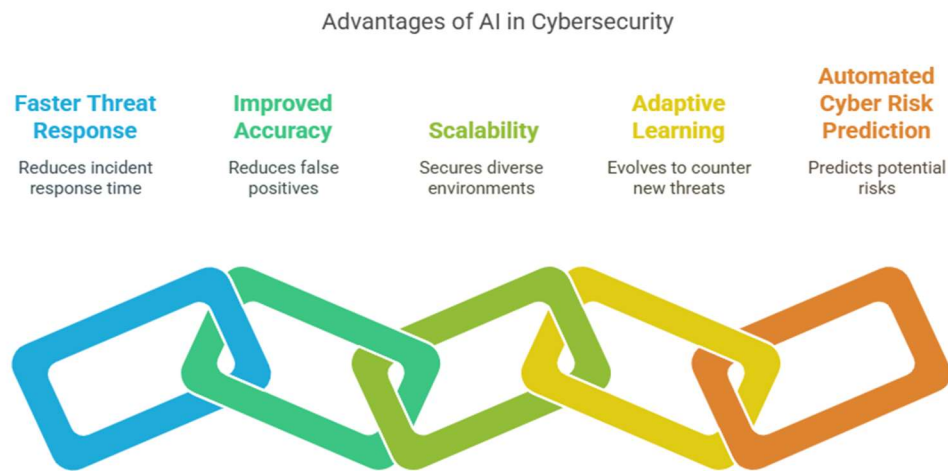 Advantages of AI in Cybersecurity
Faster Threat
Response
Reduces incident
response time
Improved
Accuracy
Reduces false
positives
Scalability
Secures diverse
environments
Adaptive
Learning
Evolves to counter
new threats
Automated
Cyber Risk
Prediction
Predicts potential
risks